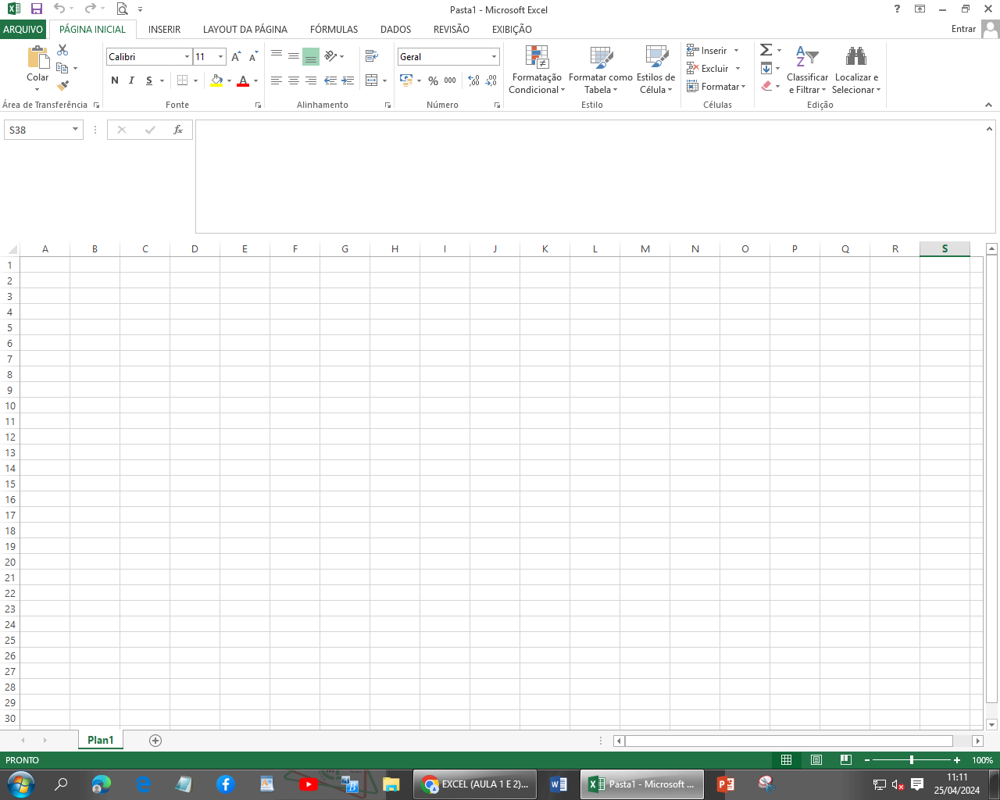 Pasta1 - Microsoft Excel
ARQUIVO PÁGINA INICIAL INSERIR LAYOUT DA PÁGINA FÓRMULAS DADOS REVISÃO EXIBIÇÃO Entrar
Colar
Calibri 11
N I S
Geral
% 000
Formatação Condicional
Formatar como Tabela
Estilos de Célula
Inserir
Excluir
Formatar
Classificar e Filtrar
Localizar e Selecionar
Área de Transferência Fonte Alinhamento Número Estilo Células Edição
S38 fx
A B C D E F G H I J K L M N O P Q R S
1
2
3
4
5
6
7
8
9
10
11
12
13
14
15
16
17
18
19
20
21
22
23
24
25
26
27
28
29
30
Plan1
PRONTO 100%
EXCEL (AULA 1 E 2)... Pasta1 - Microsoft ... 11:11
25/04/2024